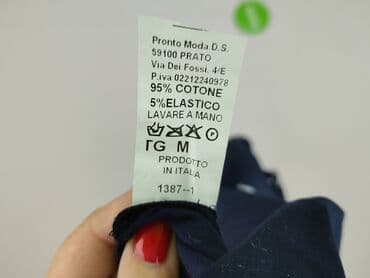 Pronto Moda D.S.
59100 PRATO
Via Dei Fossi, 4/E
P.iva 02212240978
95% COTONE
5%ELASTICO
LAVARE A MANO
TG M
PRODOTTO
IN ITALA
1387--1